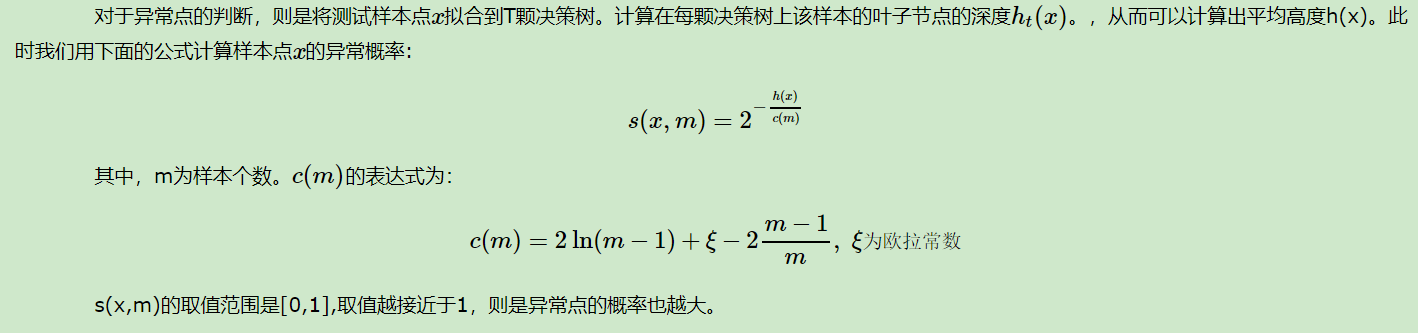 对于异常点的判断，则是将测试样本点x拟合到T颗决策树。计算在每颗决策树上该样本的叶子节点的深度hₜ(x)。，从而可以计算出平均高度h(x)。此
时我们用下面的公式计算样本点x的异常概率:
s(x, m) = 2^{-\frac{h(x)}{c(m)}}
其中，m为样本个数。c(m)的表达式为：
c(m) = 2 ln(m − 1) + ξ − 2\frac{m − 1}{m}, ξ为欧拉常数
s(x,m)的取值范围是[0,1],取值越接近于1，则是异常点的概率也越大。